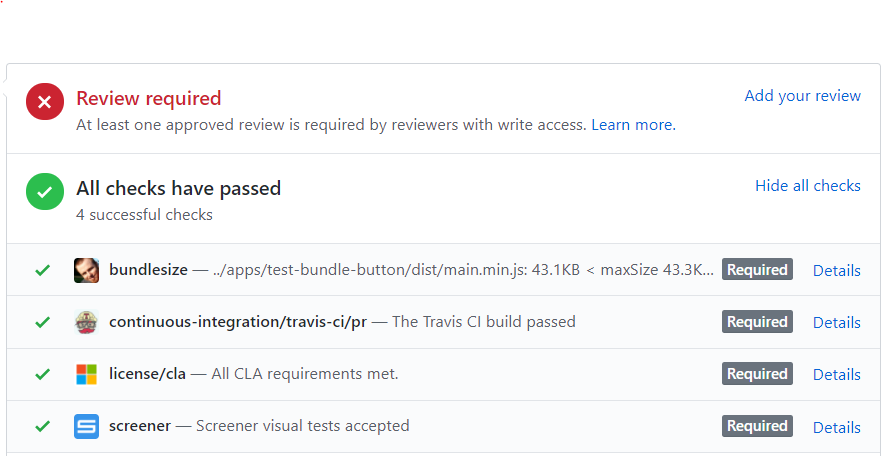 Review required
Add your review
At least one approved review is required by reviewers with write access. Learn more.
All checks have passed
Hide all checks
4 successful checks
bundlesize — ../apps/test-bundle-button/dist/main.min.js: 43.1KB < maxSize 43.3K... Required Details
continuous-integration/travis-ci/pr — The Travis CI build passed Required Details
license/cla — All CLA requirements met. Required Details
screener — Screener visual tests accepted Required Details